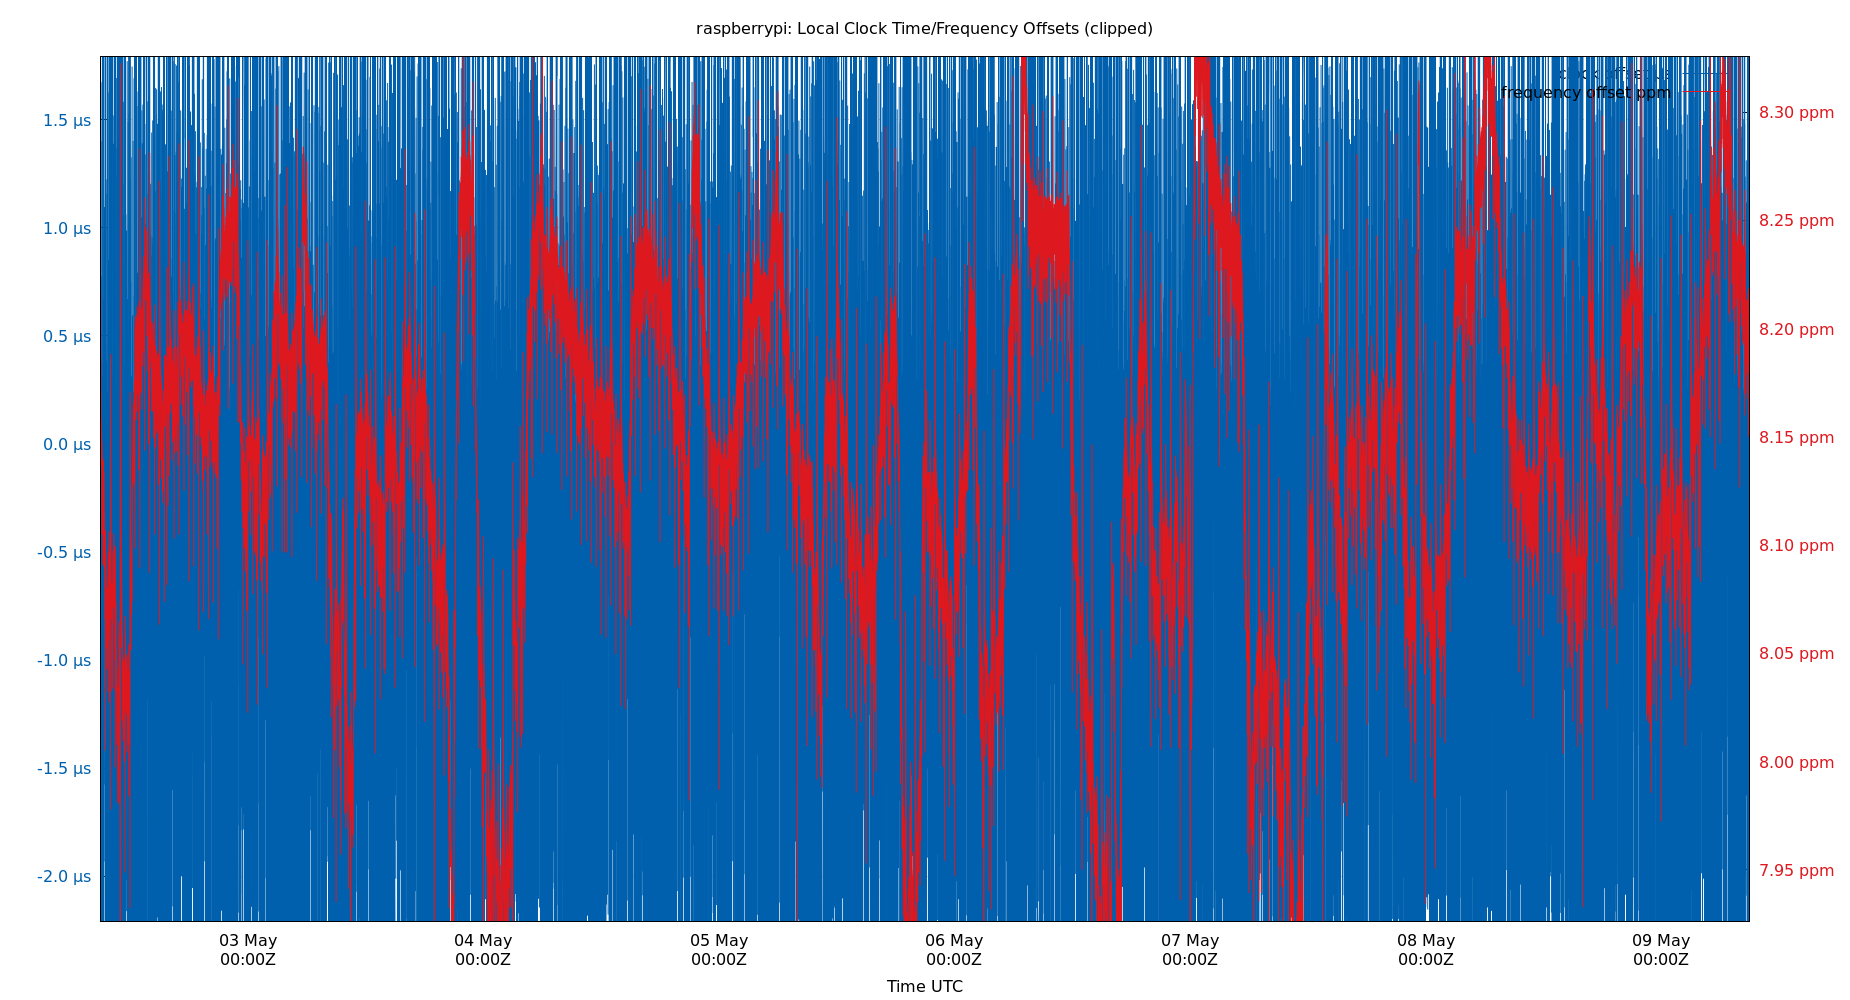 raspberrypi: Local Clock Time/Frequency Offsets (clipped)
clock offset μs
frequency offset ppm
1.5 μs
1.0 μs
0.5 μs
0.0 μs
-0.5 μs
-1.0 μs
-1.5 μs
-2.0 μs
8.30 ppm
8.25 ppm
8.20 ppm
8.15 ppm
8.10 ppm
8.05 ppm
8.00 ppm
7.95 ppm
03 May 04 May 05 May 06 May 07 May 08 May 09 May
00:00Z 00:00Z 00:00Z 00:00Z 00:00Z 00:00Z 00:00Z
Time UTC